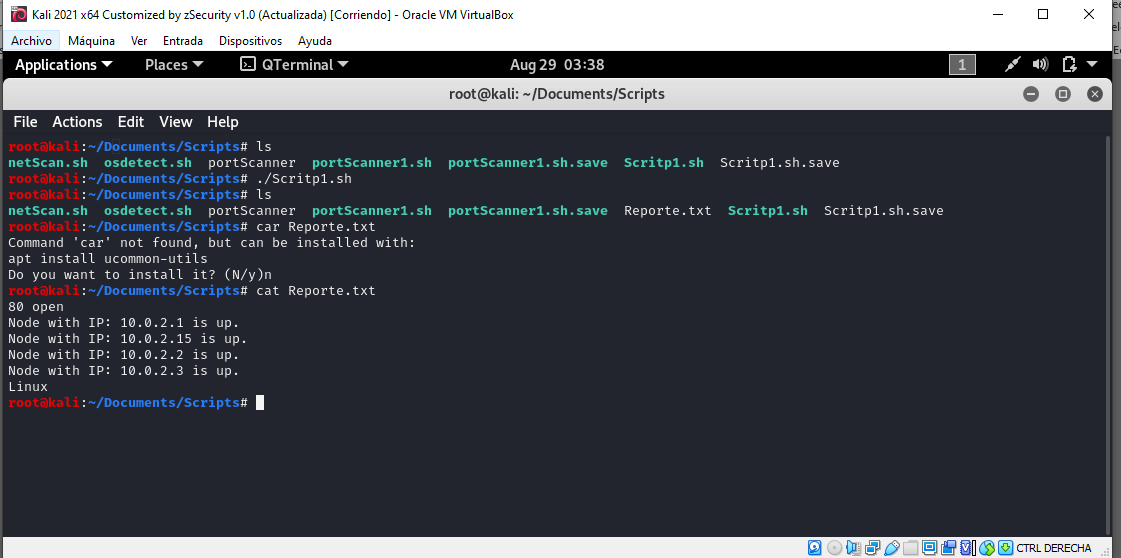 Kali 2021 x64 Customized by zSecurity v1.0 (Actualizada) [Corriendo] - Oracle VM VirtualBox
Archivo Máquina Ver Entrada Dispositivos Ayuda
Applications Places QTerminal Aug 29 03:38 1
root@kali: ~/Documents/Scripts
File Actions Edit View Help
root@kali:~/Documents/Scripts# ls
netScan.sh osdetect.sh portScanner portScanner1.sh portScanner1.sh.save Scritp1.sh Scritp1.sh.save
root@kali:~/Documents/Scripts# ./Scritp1.sh
root@kali:~/Documents/Scripts# ls
netScan.sh osdetect.sh portScanner portScanner1.sh portScanner1.sh.save Reporte.txt Scritp1.sh Scritp1.sh.save
root@kali:~/Documents/Scripts# car Reporte.txt
Command 'car' not found, but can be installed with:
apt install ucommon-utils
Do you want to install it? (N/y)n
root@kali:~/Documents/Scripts# cat Reporte.txt
80 open
Node with IP: 10.0.2.1 is up.
Node with IP: 10.0.2.15 is up.
Node with IP: 10.0.2.2 is up.
Node with IP: 10.0.2.3 is up.
Linux
root@kali:~/Documents/Scripts#
CTRL DERECHA